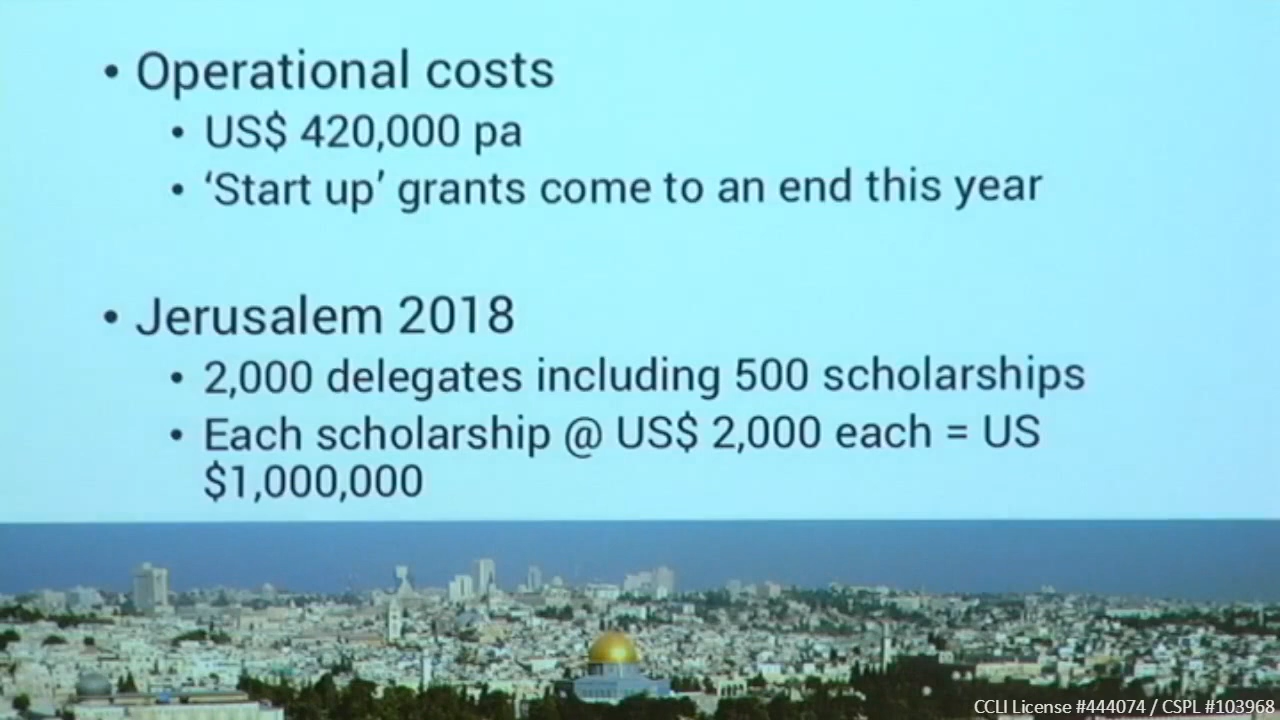 • Operational costs
• US$ 420,000 pa
• ‘Start up’ grants come to an end this year
• Jerusalem 2018
• 2,000 delegates including 500 scholarships
• Each scholarship @ US$ 2,000 each = US
$1,000,000
CCLI License #444074 / CSPL #103968